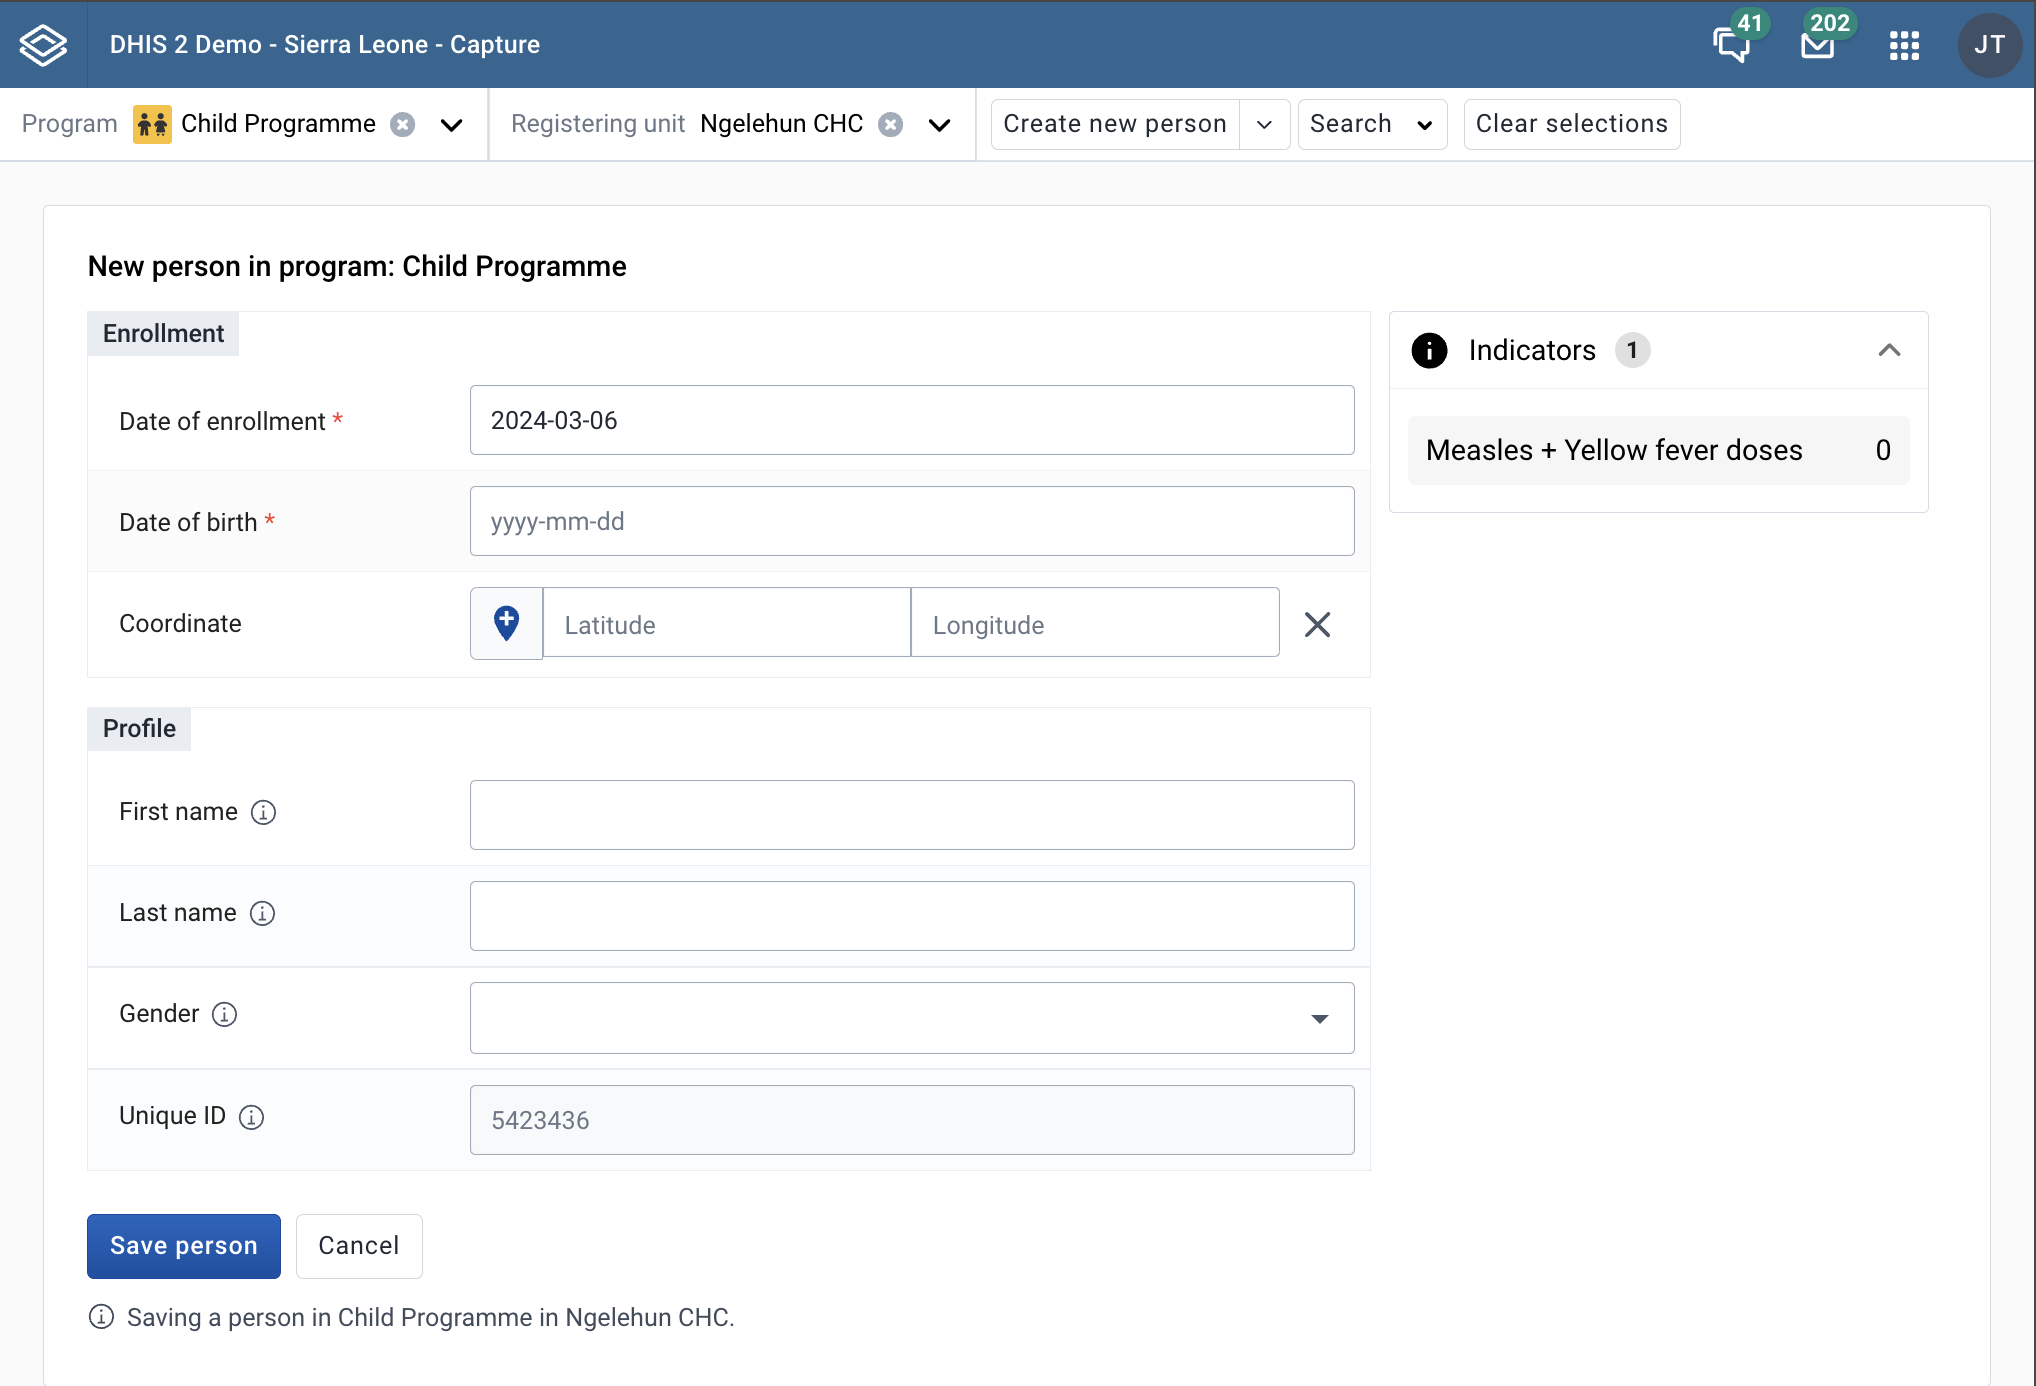 DHIS 2 Demo - Sierra Leone - Capture
41
202
JT
Program Child Programme
Registering unit Ngelehun CHC
Create new person
Search
Clear selections
New person in program: Child Programme
Enrollment
Date of enrollment *
2024-03-06
Date of birth *
yyyy-mm-dd
Coordinate
Latitude
Longitude
Indicators 1
Measles + Yellow fever doses 0
Profile
First name
Last name
Gender
Unique ID
5423436
Save person
Cancel
Saving a person in Child Programme in Ngelehun CHC.